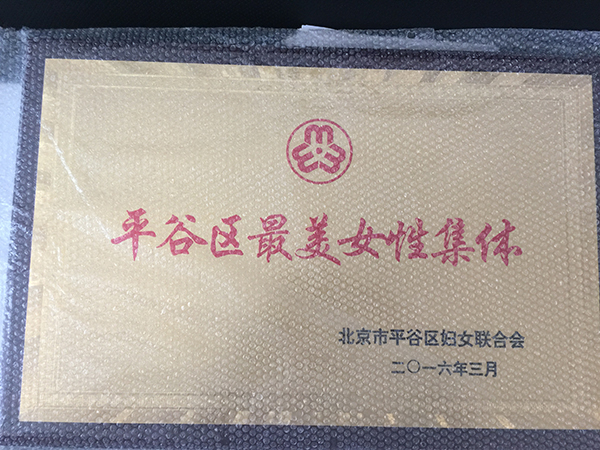 平谷区最美女性集体
北京市平谷区妇女联合会
二〇一六年三月